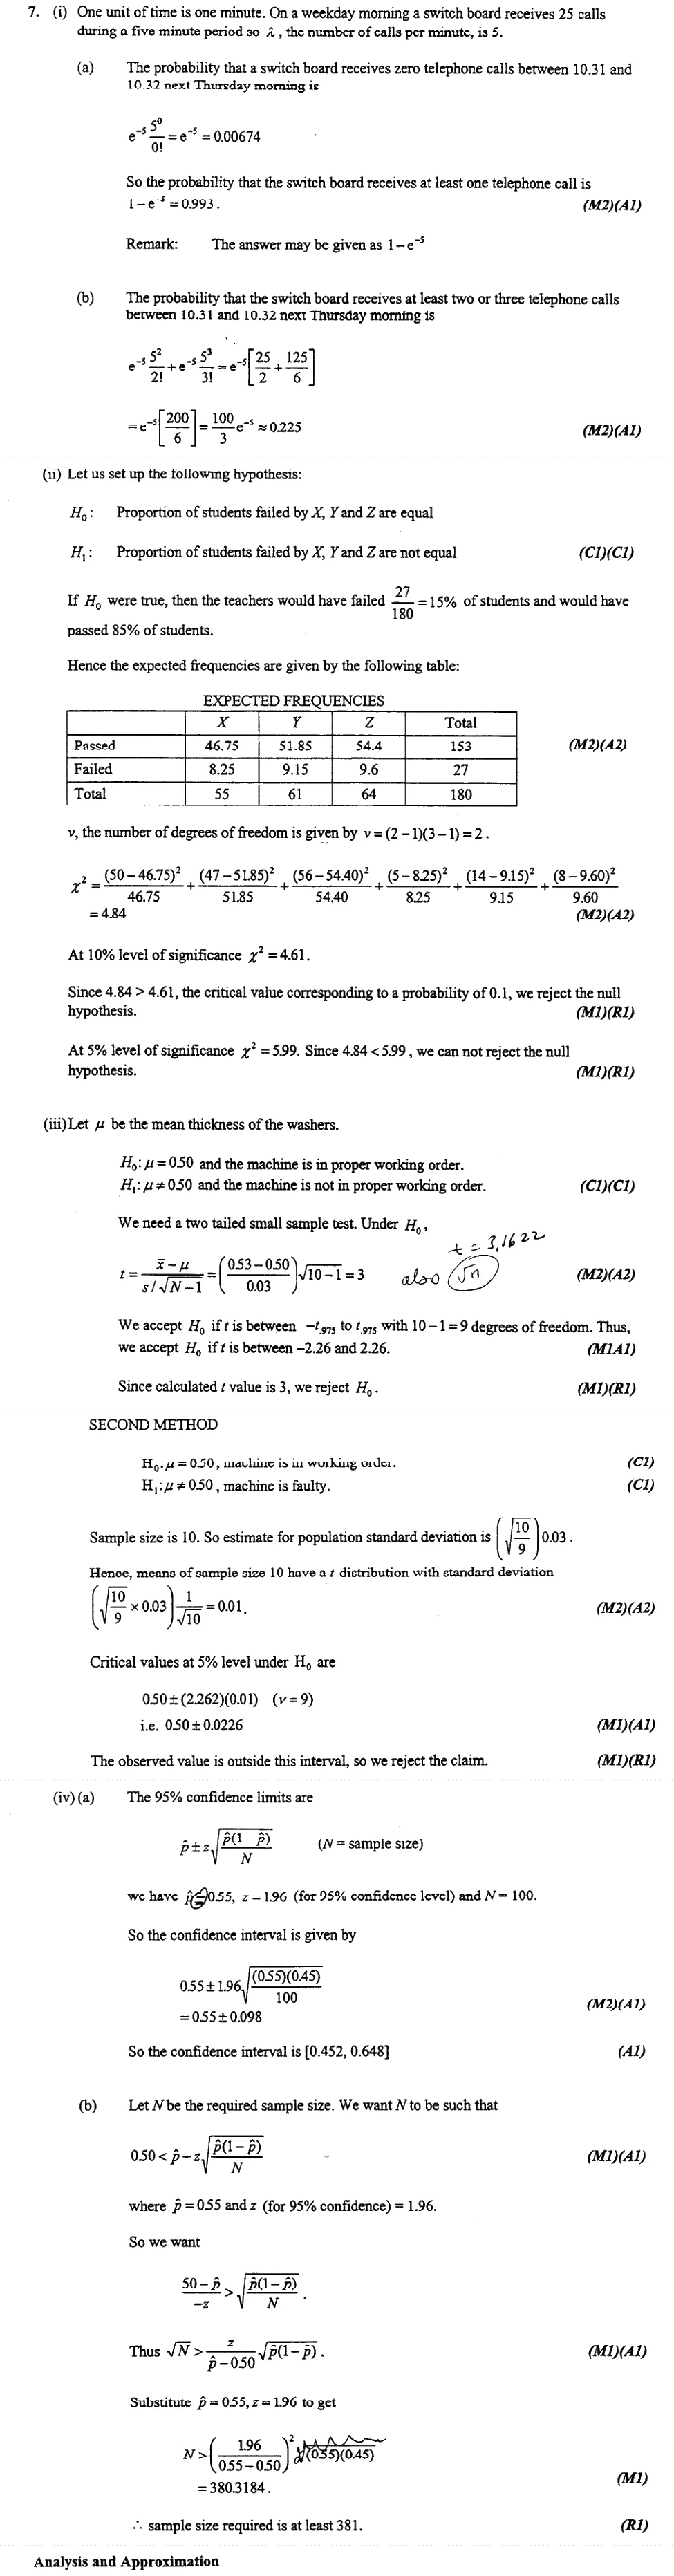 7. (i) One unit of time is one minute. On a weekday morning a switch board receives 25 calls
during a five minute period so λ, the number of calls per minute, is 5.
(a) The probability that a switch board receives zero telephone calls between 10.31 and
10.32 next Thursday morning is
e^{-5} 5^0/0! = e^{-5} = 0.00674
So the probability that the switch board receives at least one telephone call is
1 − e^{-5} = 0.993. (M2)(A1)
Remark: The answer may be given as 1 − e^{-5}
(b) The probability that the switch board receives at least two or three telephone calls
between 10.31 and 10.32 next Thursday morning is
e^{-5} 5^2/2! + e^{-5} 5^3/3! = e^{-5}[25/2 + 125/6]
= e^{-5}[200/6] = 100/3 e^{-5} ≈ 0.225 (M2)(A1)
(ii) Let us set up the following hypothesis:
H₀: Proportion of students failed by X, Y and Z are equal
H₁: Proportion of students failed by X, Y and Z are not equal (C1)(C1)
If H₀ were true, then the teachers would have failed 27/180 = 15% of students and would have
passed 85% of students.
Hence the expected frequencies are given by the following table:
EXPECTED FREQUENCIES
X Y Z Total
Passed 46.75 51.85 54.4 153 (M2)(A2)
Failed 8.25 9.15 9.6 27
Total 55 61 64 180
ν, the number of degrees of freedom is given by ν = (2−1)(3−1) = 2.
χ² = (50−46.75)²/46.75 + (47−51.85)²/51.85 + (56−54.40)²/54.40 + (5−8.25)²/8.25 + (14−9.15)²/9.15 + (8−9.60)²/9.60
= 4.84 (M2)(A2)
At 10% level of significance χ² = 4.61.
Since 4.84 > 4.61, the critical value corresponding to a probability of 0.1, we reject the null
hypothesis. (M1)(R1)
At 5% level of significance χ² = 5.99. Since 4.84 < 5.99, we can not reject the null
hypothesis. (M1)(R1)
(iii) Let μ be the mean thickness of the washers.
H₀: μ = 0.50 and the machine is in proper working order.
H₁: μ ≠ 0.50 and the machine is not in proper working order. (C1)(C1)
We need a two tailed small sample test. Under H₀,
t = 3,1622
t = (x̄ − μ)/(s/√(N−1)) = ((0.53−0.50)/0.03)√(10−1) = 3 also √n (M2)(A2)
We accept H₀ if t is between −t.975 to t.975 with 10−1=9 degrees of freedom. Thus,
we accept H₀ if t is between −2.26 and 2.26. (M1A1)
Since calculated t value is 3, we reject H₀. (M1)(R1)
SECOND METHOD
H₀: μ = 0.50, machine is in working order. (C1)
H₁: μ ≠ 0.50, machine is faulty. (C1)
Sample size is 10. So estimate for population standard deviation is (√(10/9)) 0.03.
Hence, means of sample size 10 have a t-distribution with standard deviation
(√(10/9) × 0.03) 1/√10 = 0.01. (M2)(A2)
Critical values at 5% level under H₀ are
0.50 ± (2.262)(0.01) (ν = 9)
i.e. 0.50 ± 0.0226 (M1)(A1)
The observed value is outside this interval, so we reject the claim. (M1)(R1)
(iv) (a) The 95% confidence limits are
p̂ ± z√(p̂(1 p̂)/N) (N = sample size)
we have p̂ = 0.55, z = 1.96 (for 95% confidence level) and N = 100.
So the confidence interval is given by
0.55 ± 1.96√((0.55)(0.45)/100)
= 0.55 ± 0.098 (M2)(A1)
So the confidence interval is [0.452, 0.648] (A1)
(b) Let N be the required sample size. We want N to be such that
0.50 < p̂ − z√(p̂(1−p̂)/N) (M1)(A1)
where p̂ = 0.55 and z (for 95% confidence) = 1.96.
So we want
(50 − p̂)/−z > √(p̂(1−p̂)/N).
Thus √N > z/(p̂ − 0.50) √(p̂(1−p̂)). (M1)(A1)
Substitute p̂ = 0.55, z = 1.96 to get
N > (1.96/(0.55 − 0.50))² (0.55)(0.45)
= 380.3184. (M1)
∴ sample size required is at least 381. (R1)
Analysis and Approximation